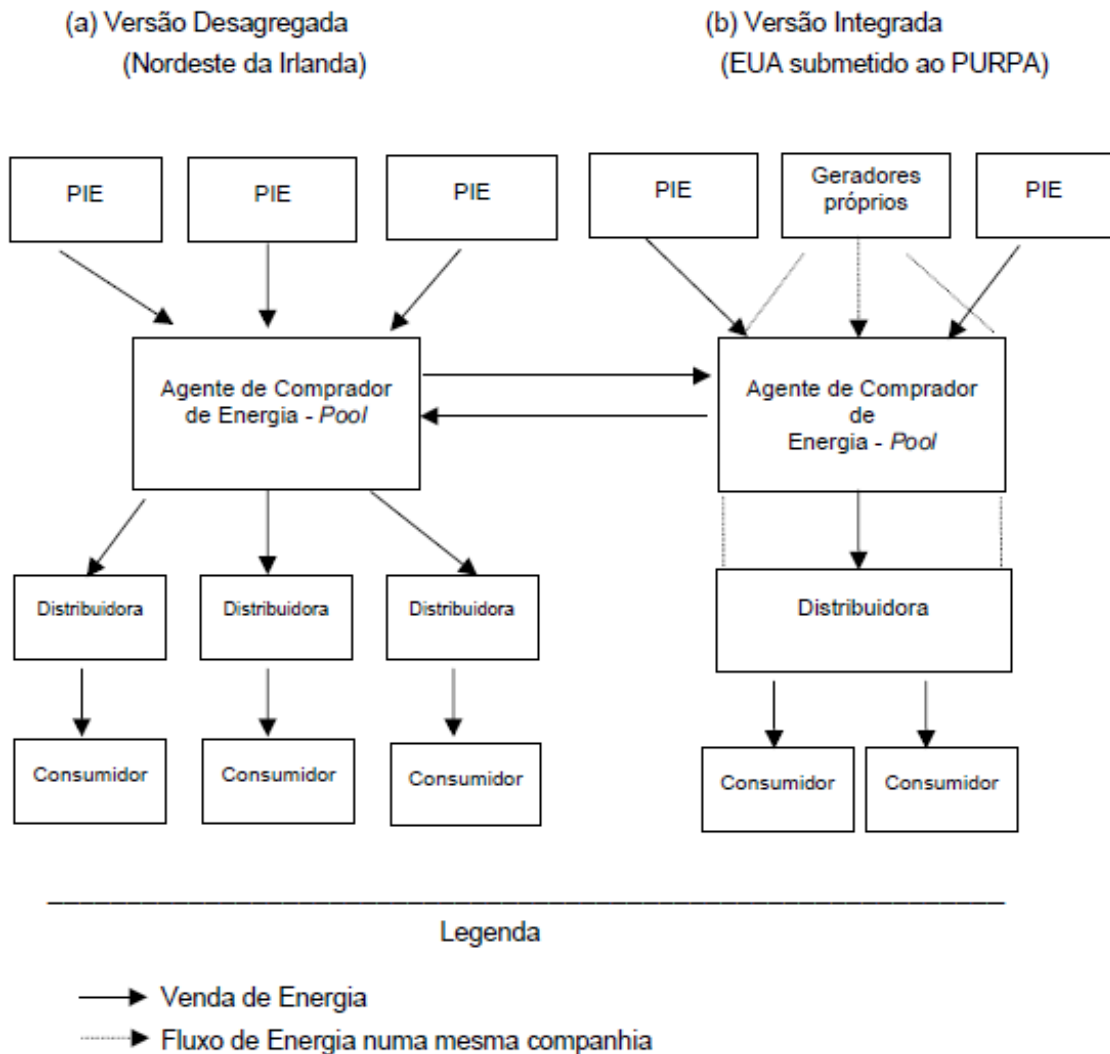 (a) Versão Desagregada
(Nordeste da Irlanda)
(b) Versão Integrada
(EUA submetido ao PURPA)
PIE
PIE
PIE
PIE
Geradores
próprios
PIE
Agente de Comprador
de Energia - Pool
Agente de Comprador
de
Energia - Pool
Distribuidora
Distribuidora
Distribuidora
Distribuidora
Consumidor
Consumidor
Consumidor
Consumidor
Consumidor
Legenda
Venda de Energia
Fluxo de Energia numa mesma companhia